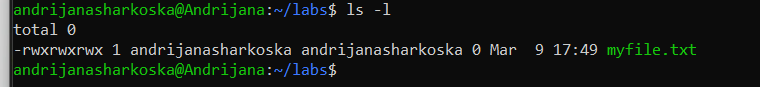 andrijanasharkoska@Andrijana:~/labs$ ls -l
total 0
-rwxrwxrwx 1 andrijanasharkoska andrijanasharkoska 0 Mar  9 17:49 myfile.txt
andrijanasharkoska@Andrijana:~/labs$